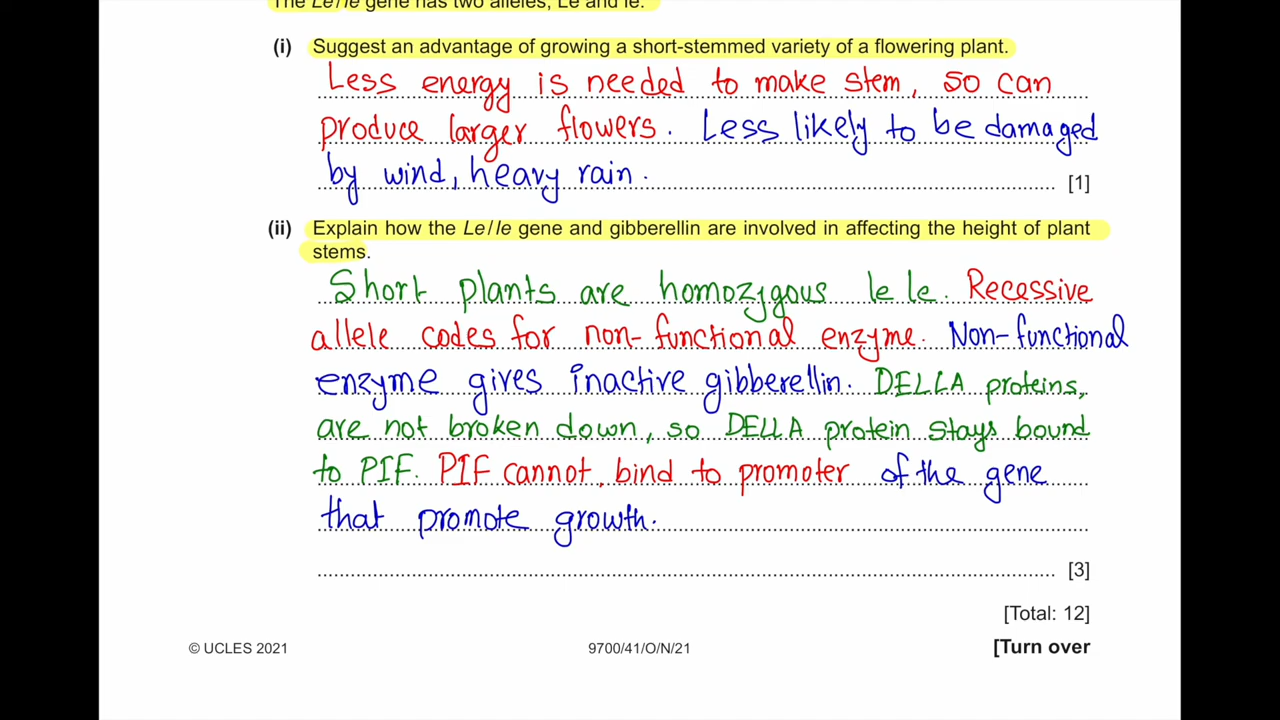 The Le/le gene has two alleles, Le and le.
(i) Suggest an advantage of growing a short-stemmed variety of a flowering plant.
Less energy is needed to make stem, so can
produce larger flowers. Less likely to be damaged
by wind, heavy rain.
[1]
(ii) Explain how the Le/le gene and gibberellin are involved in affecting the height of plant
stems.
Short plants are homozygous le le. Recessive
allele codes for non-functional enzyme. Non-functional
enzyme gives inactive gibberellin. DELLA proteins,
are not broken down, so DELLA protein stays bound
to PIF. PIF cannot, bind to promoter of the gene
that promote growth.
[3]
[Total: 12]
© UCLES 2021 9700/41/O/N/21 [Turn over